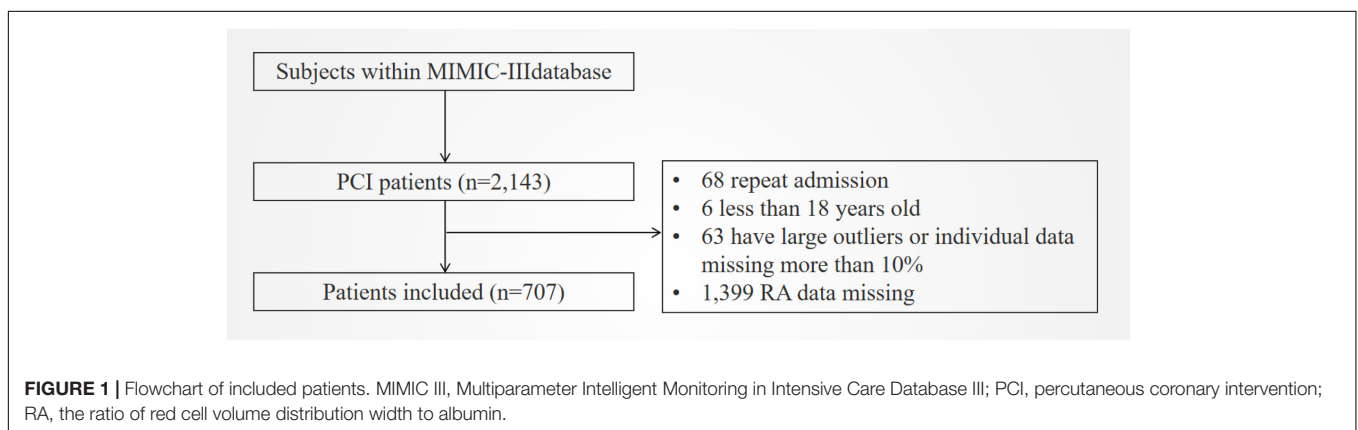 Subjects within MIMIC-IIIdatabase
PCI patients (n=2,143)
• 68 repeat admission
• 6 less than 18 years old
• 63 have large outliers or individual data
missing more than 10%
• 1,399 RA data missing
Patients included (n=707)
FIGURE 1 | Flowchart of included patients. MIMIC III, Multiparameter Intelligent Monitoring in Intensive Care Database III; PCI, percutaneous coronary intervention;
RA, the ratio of red cell volume distribution width to albumin.